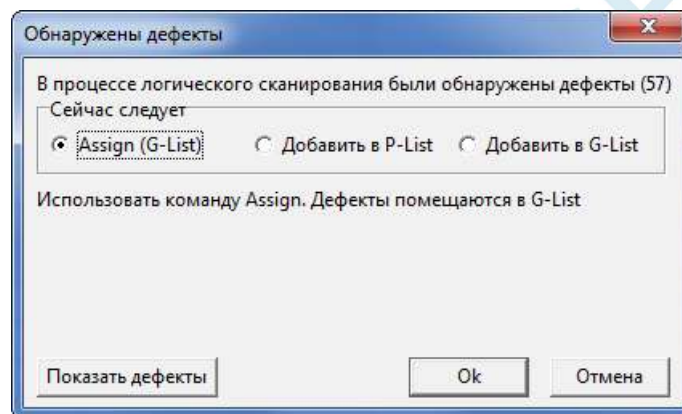 Обнаружены дефекты
В процессе логического сканирования были обнаружены дефекты (57)
Сейчас следует
Assign (G-List) Добавить в P-List Добавить в G-List
Использовать команду Assign. Дефекты помещаются в G-List
Показать дефекты Ok Отмена